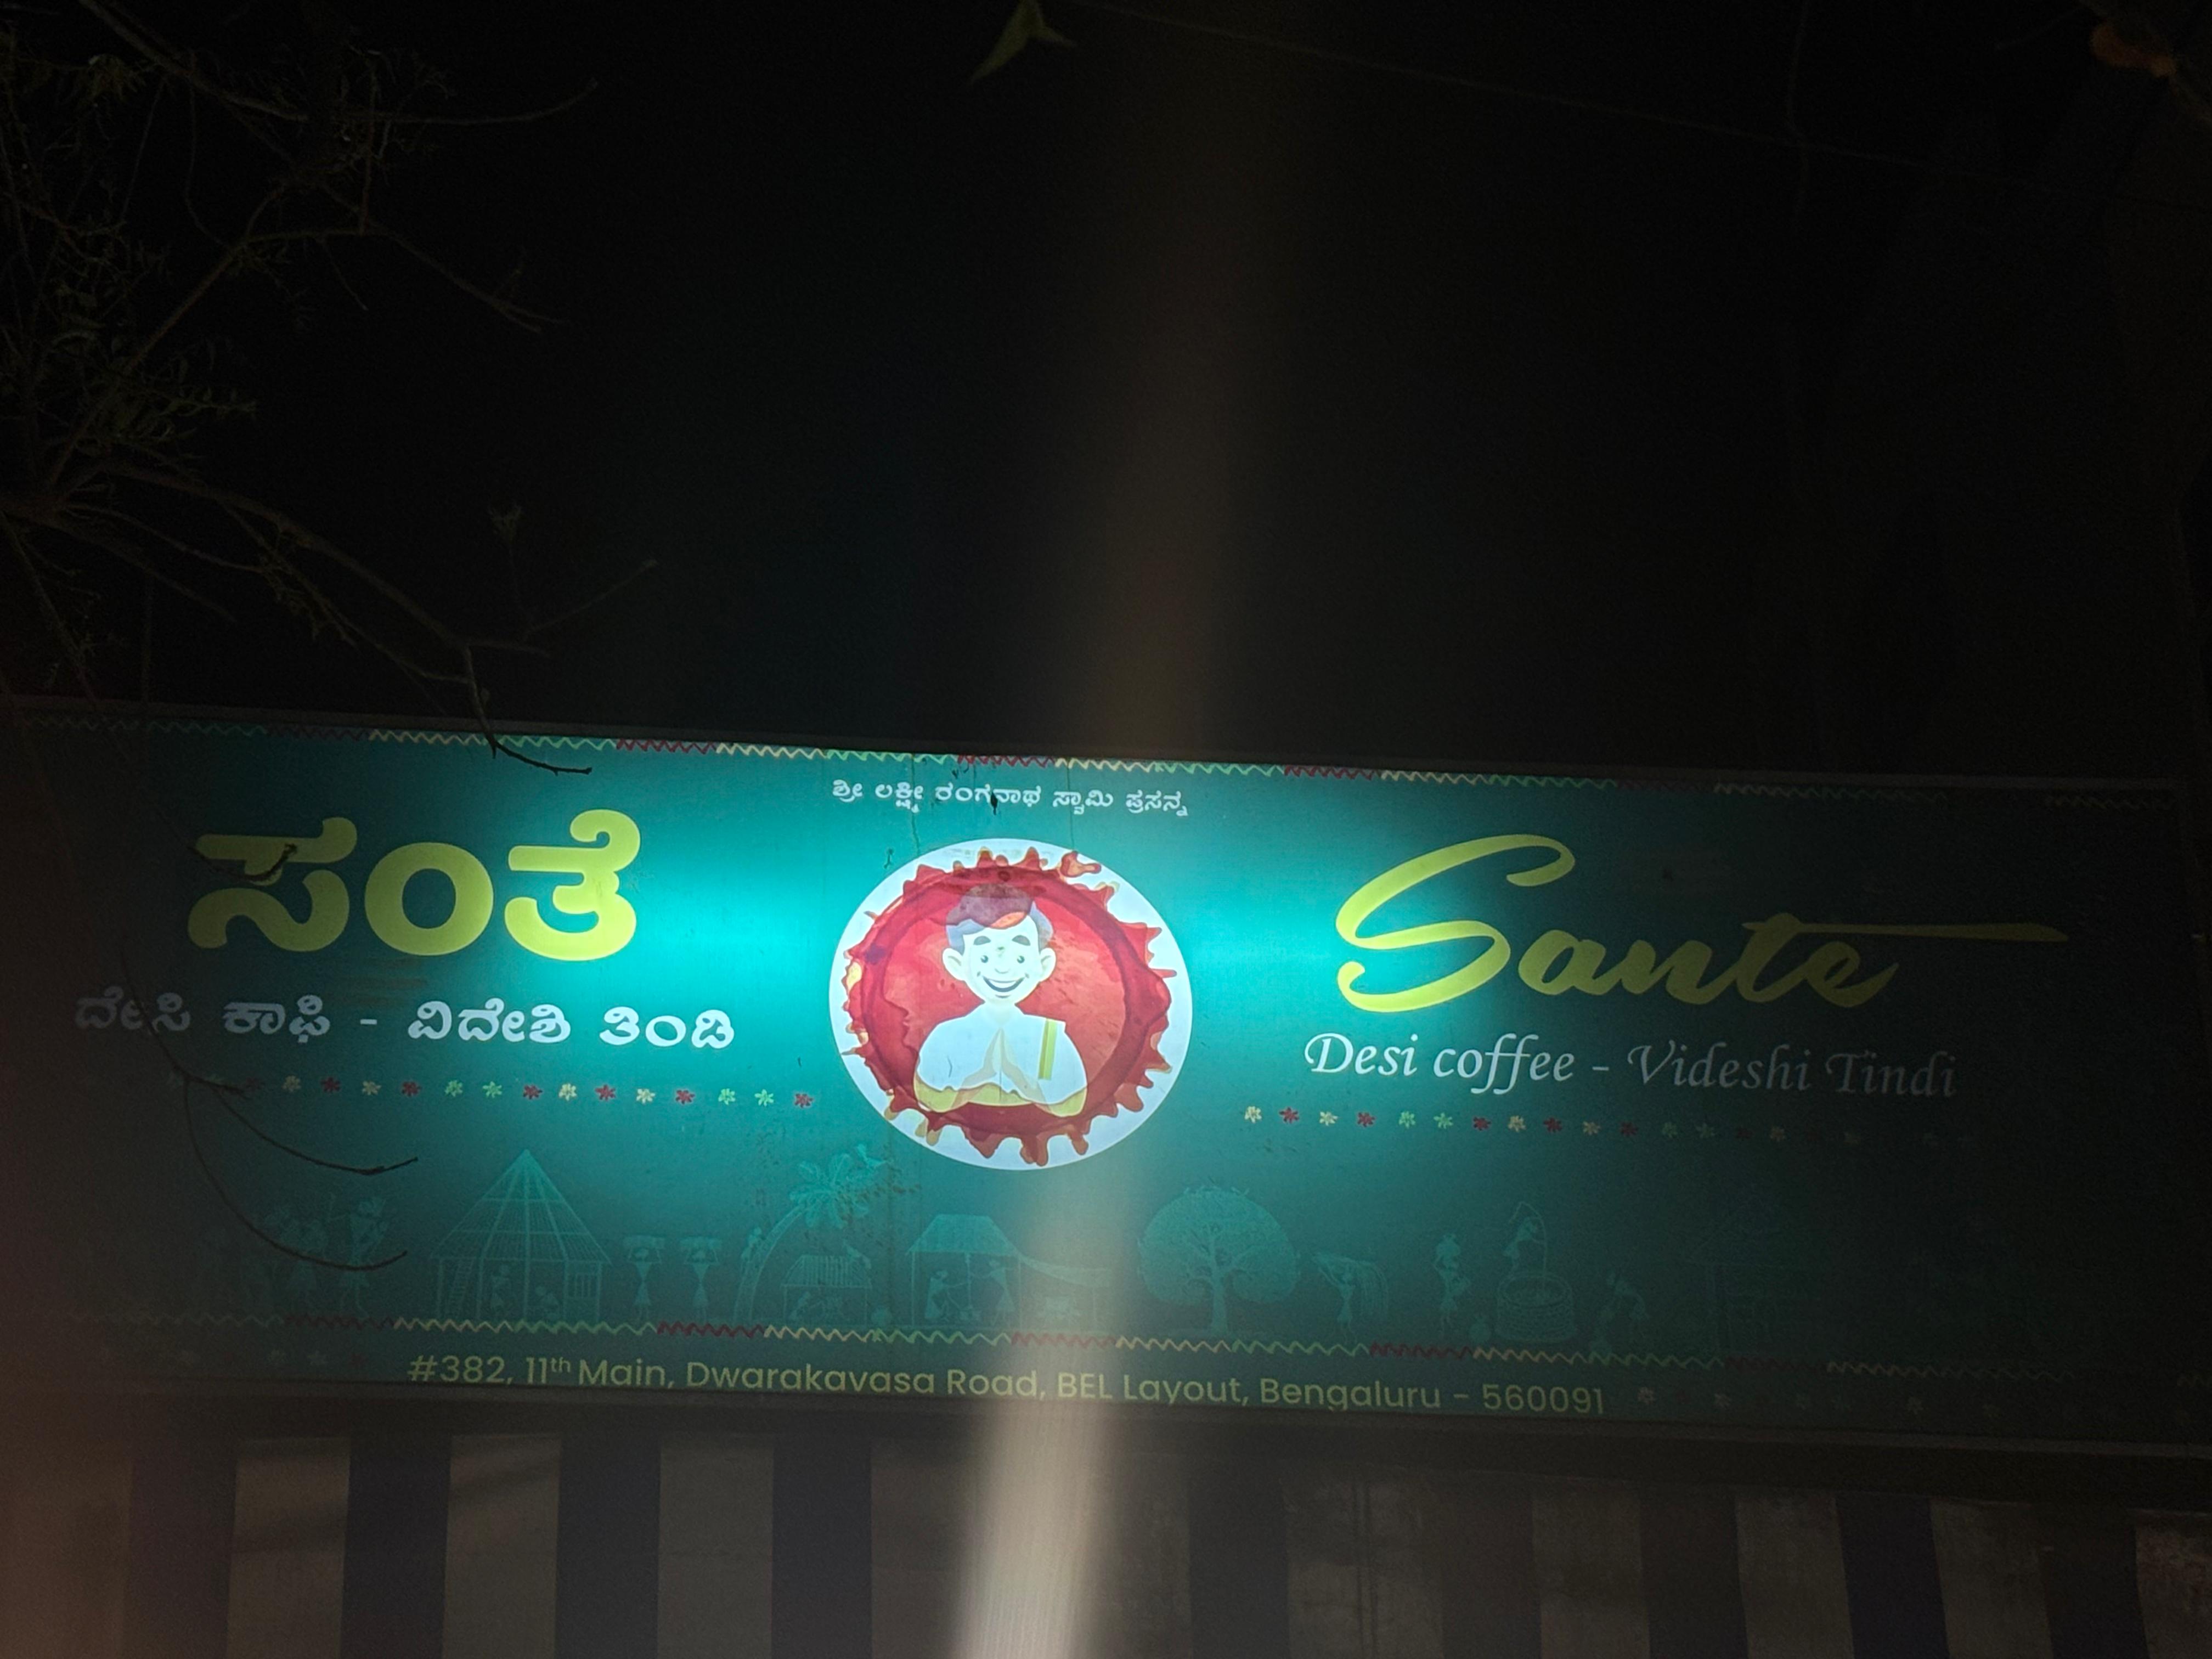 ಶ್ರೀ ಲಕ್ಷ್ಮೀ ರಂಗನಾಥ ಸ್ವಾಮಿ ಪ್ರಸನ್ನ
ಸಂತೆ
ದೇಸಿ ಕಾಫಿ - ವಿದೇಶಿ ತಿಂಡಿ
Sante
Desi coffee - Videshi Tindi
#382, 11th Main, Dwarakavasa Road, BEL Layout, Bengaluru - 560091